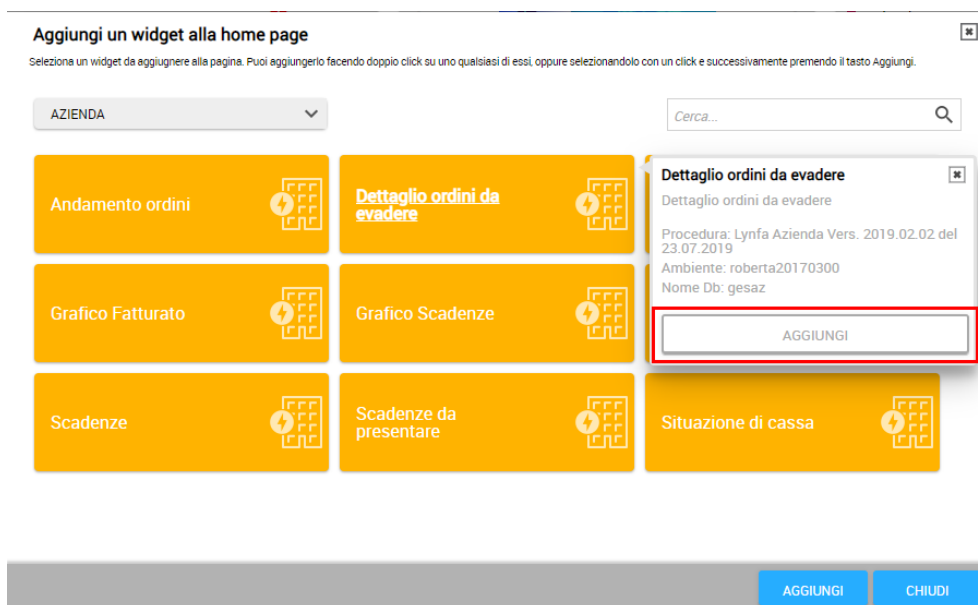 Aggiungi un widget alla home page
Seleziona un widget da aggiugnere alla pagina. Puoi aggiungerlo facendo doppio click su uno qualsiasi di essi, oppure selezionandolo con un click e successivamente premendo il tasto Aggiungi.
AZIENDA
Cerca...
Andamento ordini
Dettaglio ordini da
evadere
Dettaglio ordini da evadere
Dettaglio ordini da evadere
Procedura: Lynfa Azienda Vers. 2019.02.02 del
23.07.2019
Ambiente: roberta20170300
Nome Db: gesaz
AGGIUNGI
Grafico Fatturato
Grafico Scadenze
Scadenze
Scadenze da
presentare
Situazione di cassa
AGGIUNGI
CHIUDI